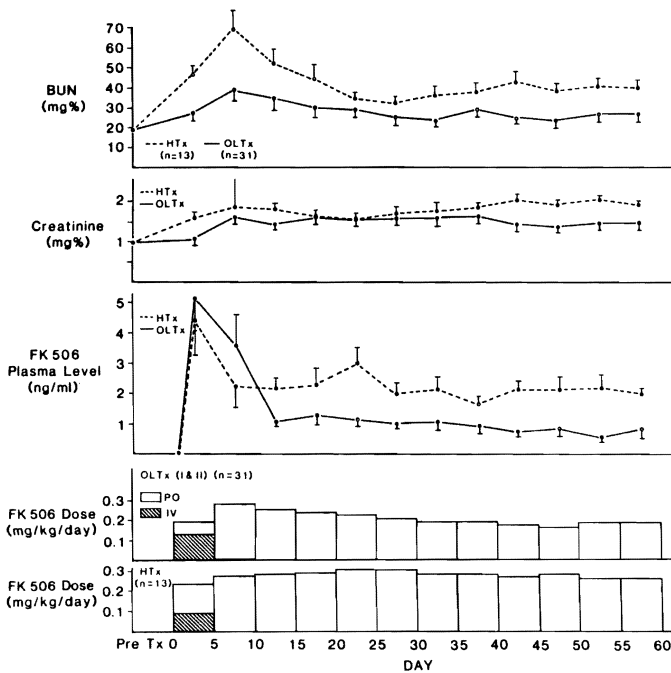 70
60
50
BUN
(mg%)
40
30
20
10
HTx
(n=13)
OLTx
(n=31)
2
HTx
OLTx
Creatinine
(mg%)
1
5
HTx
OLTx
4
FK 506
Plasma Level
(ng/ml)
3
2
1
OLTx (I & II) (n=31)
PO
IV
FK 506 Dose
(mg/kg/day)
0.3
0.2
0.1
HTx
(n=13)
FK 506 Dose
(mg/kg/day)
0.3
0.2
0.1
Pre Tx 0 5 10 15 20 25 30 35 40 45 50 55 60
DAY